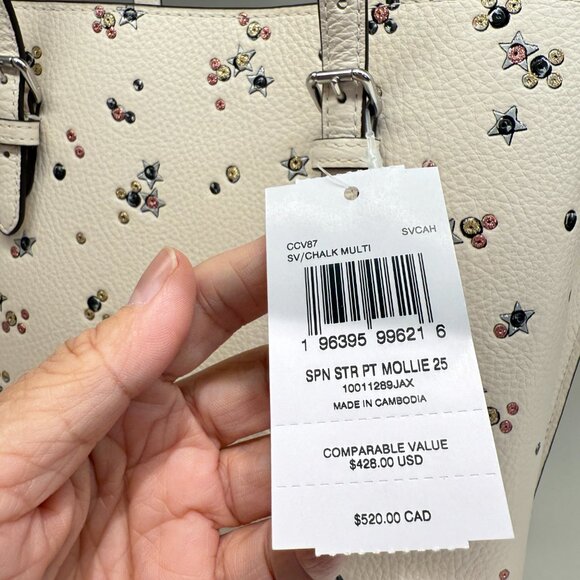 CCV87 SVCAH
SV/CHALK MULTI
1 96395 99621 6
SPN STR PT MOLLIE 25
10011289JAX
MADE IN CAMBODIA
COMPARABLE VALUE
$428.00 USD
$520.00 CAD